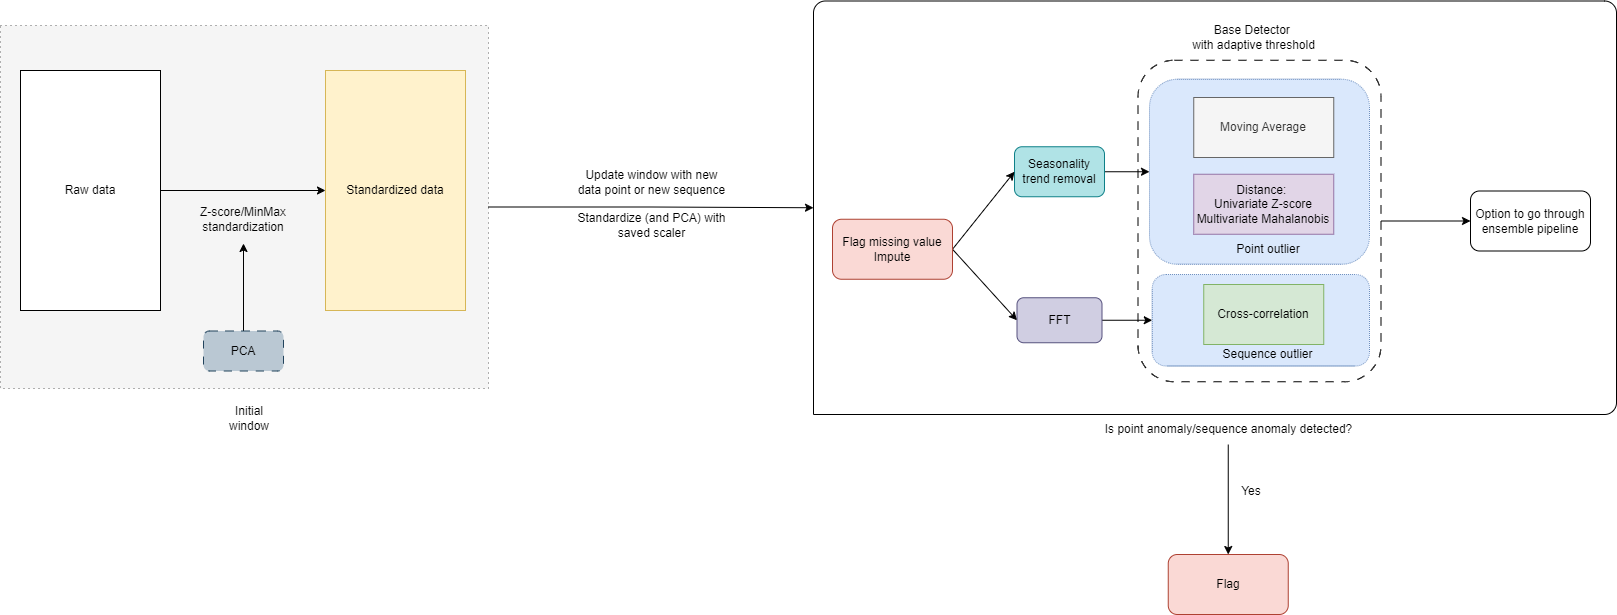 Raw data
Z-score/MinMax
standardization
PCA
Standardized data
Initial
window
Update window with new
data point or new sequence
Standardize (and PCA) with
saved scaler
Flag missing value
Impute
Seasonality
trend removal
FFT
Base Detector
with adaptive threshold
Moving Average
Distance:
Univariate Z-score
Multivariate Mahalanobis
Point outlier
Cross-correlation
Sequence outlier
Option to go through
ensemble pipeline
Is point anomaly/sequence anomaly detected?
Yes
Flag